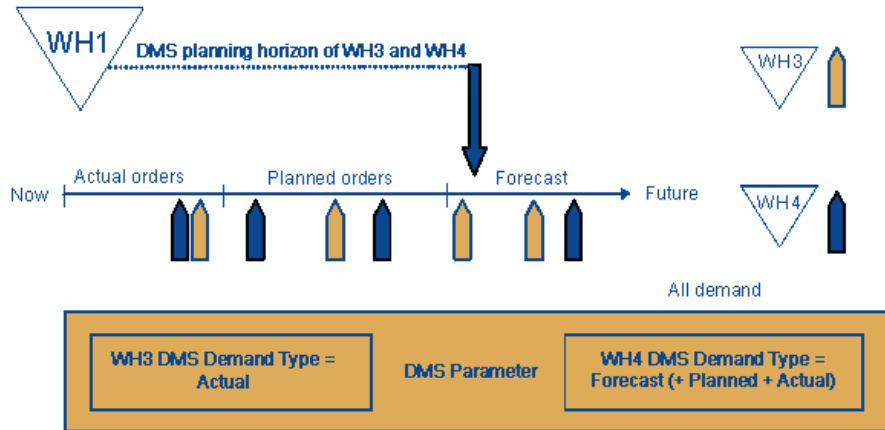 WH1
DMS planning horizon of WH3 and WH4
WH3
Actual orders
Planned orders
Forecast
Now
Future
WH4
All demand
WH3 DMS Demand Type =
Actual
DMS Parameter
WH4 DMS Demand Type =
Forecast (+ Planned + Actual)